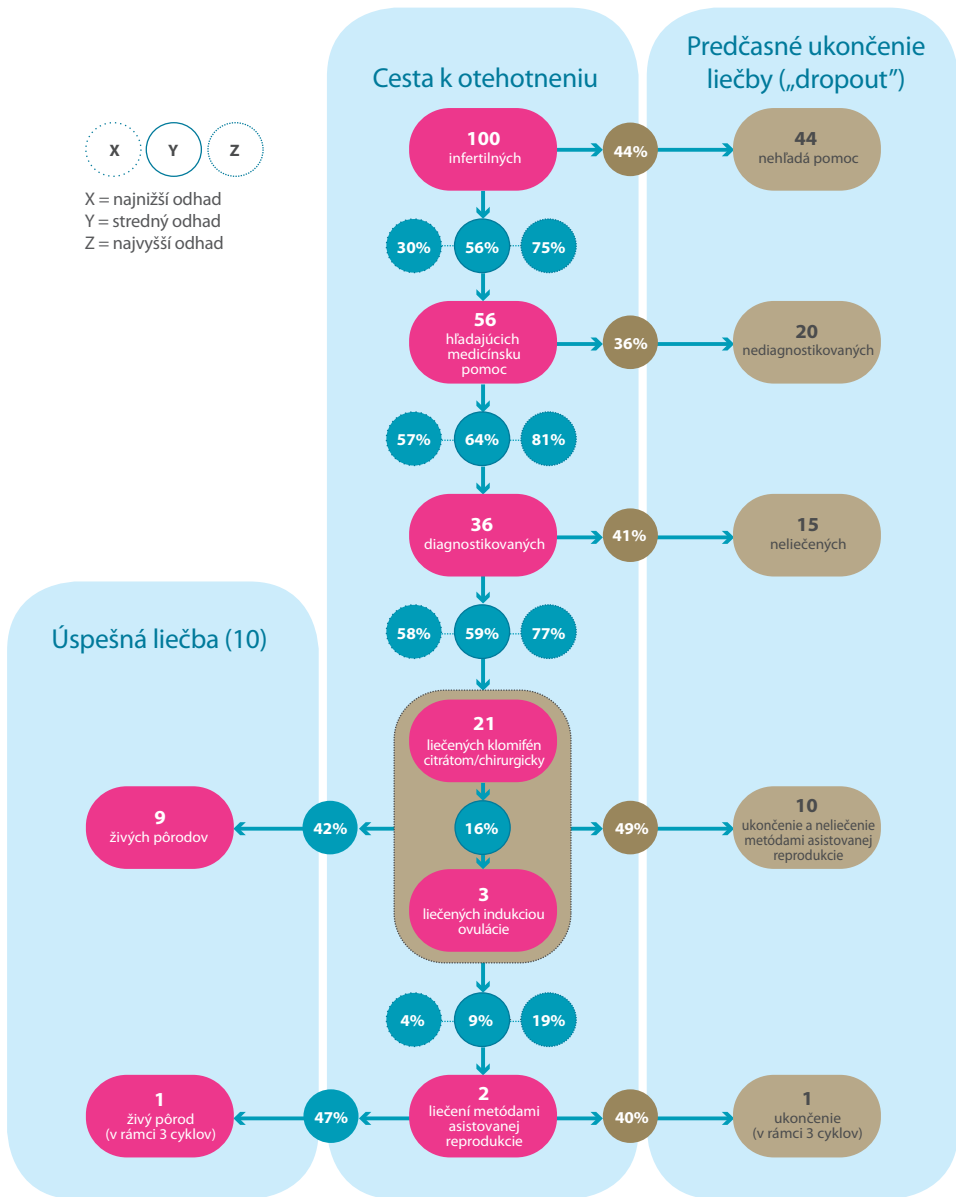 Cesta k otehotneniu
Predčasné ukončenie
liečby („dropout”)
X
Y
Z
X = najnižší odhad
Y = stredný odhad
Z = najvyšší odhad
100
infertilných
44%
44
nehľadá pomoc
30%
56%
75%
56
hľadajúcich
medicínsku
pomoc
36%
20
nediagnostikovaných
57%
64%
81%
36
diagnostikovaných
41%
15
neliečených
58%
59%
77%
Úspešná liečba (10)
21
liečených klomifén
citrátom/chirurgicky
9
živých pôrodov
42%
16%
49%
10
ukončenie a neliečenie
metódami asistovanej
reprodukcie
3
liečených indukciou
ovulácie
4%
9%
19%
1
živý pôrod
(v rámci 3 cyklov)
47%
2
liečení metódami
asistovanej
reprodukcie
40%
1
ukončenie
(v rámci 3 cyklov)